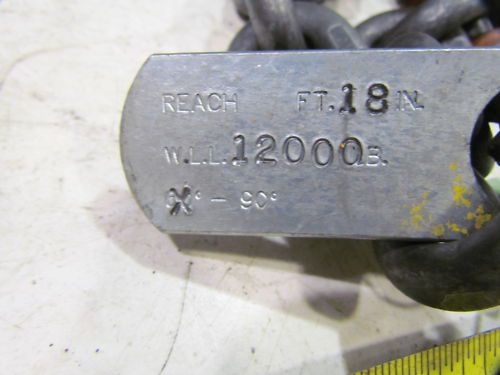 REACH FT. 18 IN.
W.L.L. 12000 LB.
X° - 90°